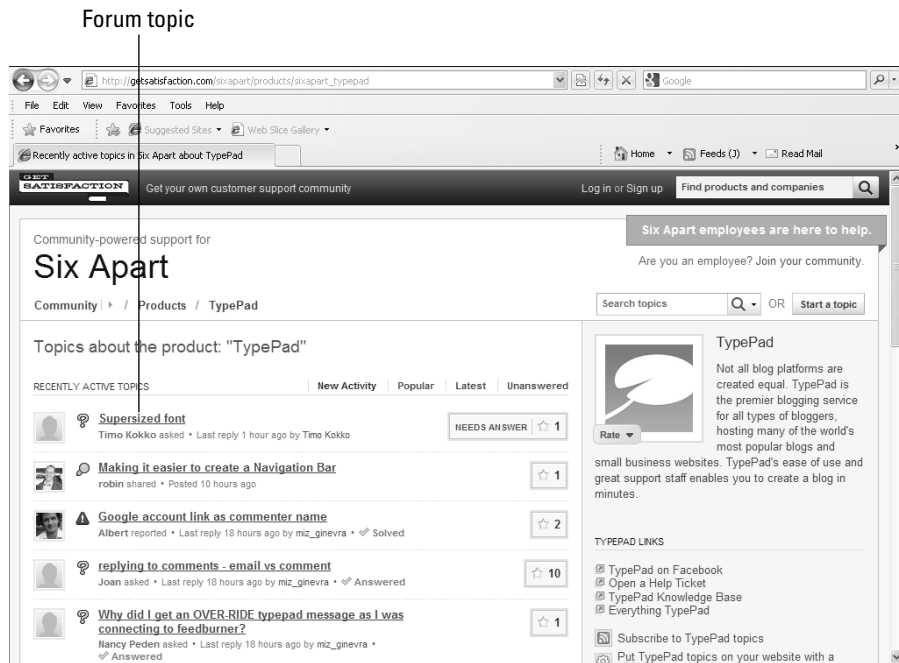 Forum topic
http://getsatisfaction.com/sixapart/products/sixapart_typepad
Google
File Edit View Favorites Tools Help
Favorites Suggested Sites Web Slice Gallery
Recently active topics in Six Apart about TypePad
Home Feeds (J) Read Mail
GET
SATISFACTION
Get your own customer support community
Log in or Sign up
Find products and companies
Six Apart employees are here to help.
Community-powered support for
Six Apart
Are you an employee? Join your community.
Community / Products / TypePad
Search topics OR Start a topic
Topics about the product: "TypePad"
RECENTLY ACTIVE TOPICS New Activity Popular Latest Unanswered
Supersized font
Timo Kokko asked • Last reply 1 hour ago by Timo Kokko
NEEDS ANSWER 1
Making it easier to create a Navigation Bar
robin shared • Posted 10 hours ago
1
Google account link as commenter name
Albert reported • Last reply 18 hours ago by miz_ginevra • Solved
2
replying to comments - email vs comment
Joan asked • Last reply 18 hours ago by miz_ginevra • Answered
10
Why did I get an OVER-RIDE typepad message as I was
connecting to feedburner?
Nancy Peden asked • Last reply 18 hours ago by miz_ginevra •
Answered
1
Rate
TypePad
Not all blog platforms are
created equal. TypePad is
the premier blogging service
for all types of bloggers,
hosting many of the world's
most popular blogs and
small business websites. TypePad's ease of use and
great support staff enables you to create a blog in
minutes.
TYPEPAD LINKS
TypePad on Facebook
Open a Help Ticket
TypePad Knowledge Base
Everything TypePad
Subscribe to TypePad topics
Put TypePad topics on your website with a